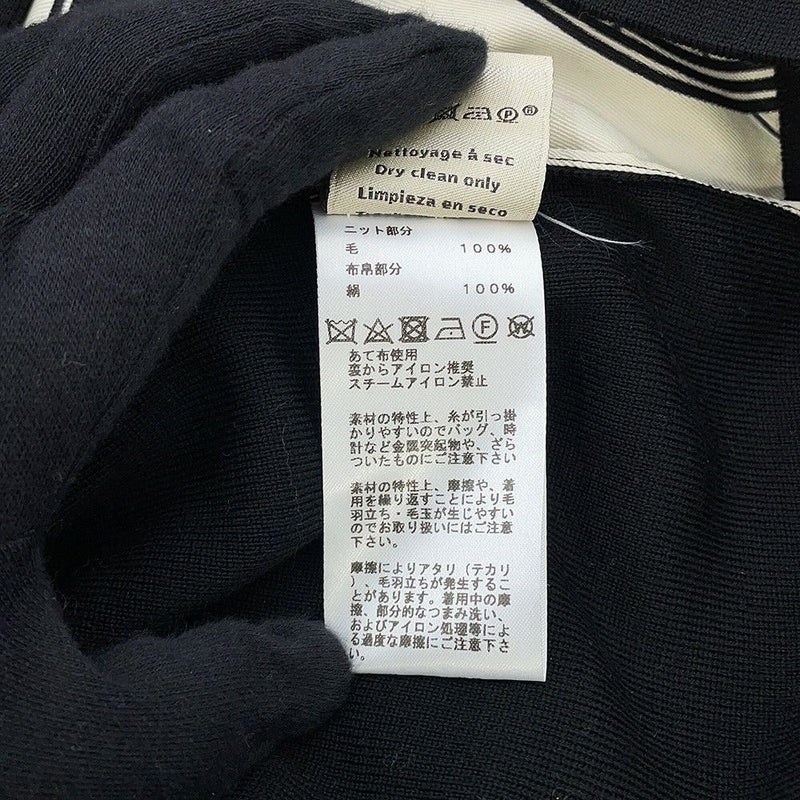 P
Nettoyage à sec
Dry clean only
Limpieza en seco
ニット部分
毛 100%
布帛部分
絹 100%
F W
あて布使用
裏からアイロン推奨
スチームアイロン禁止
素材の特性上、糸が引っ掛
かりやすいのでバッグ、時
計など金属突起物や、ざら
ついたものにご注意下さい
素材の特性上、摩擦や、着
用を繰り返すことにより毛
羽立ち・毛玉が生じやすい
のでお取り扱いにはご注意
下さい。
摩擦によりアタリ(テカリ
)、毛羽立ちが発生するこ
とがあります。着用中の摩
擦、部分的なつまみ洗い、
およびアイロン処理等によ
る過度な摩擦にご注意下さ
い。